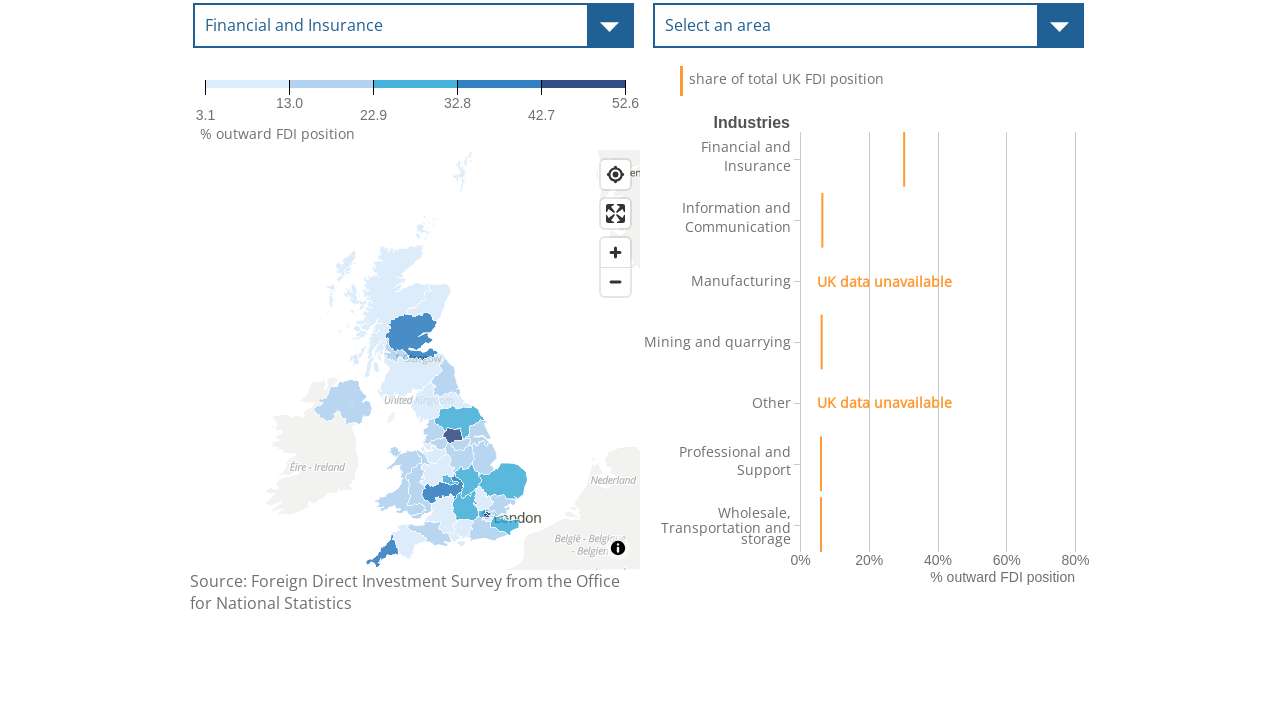 Financial and Insurance
Select an area
3.1
13.0
22.9
32.8
42.7
52.6
% outward FDI position
share of total UK FDI position
Industries
Financial and
Insurance
Information and
Communication
Manufacturing
UK data unavailable
Mining and quarrying
Other
UK data unavailable
Professional and
Support
Wholesale,
Transportation and
storage
0%
20%
40%
60%
80%
% outward FDI position
United Kingdom
Éire - Ireland
Nederland
London
- Belgien
Source: Foreign Direct Investment Survey from the Office
for National Statistics